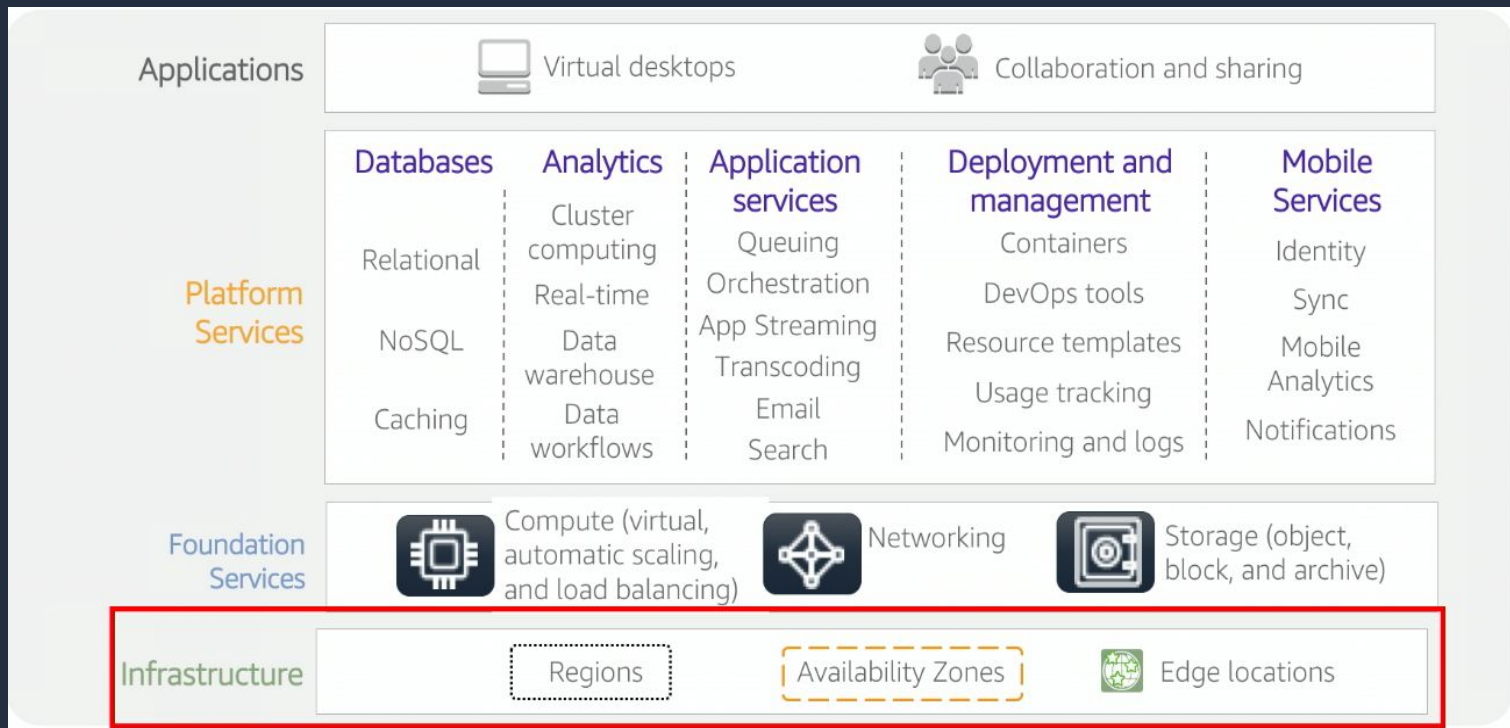 Applications
Virtual desktops
Collaboration and sharing
Platform
Services
Databases
Relational
NoSQL
Caching
Analytics
Cluster
computing
Real-time
Data
warehouse
Data
workflows
Application
services
Queuing
Orchestration
App Streaming
Transcoding
Email
Search
Deployment and
management
Containers
DevOps tools
Resource templates
Usage tracking
Monitoring and logs
Mobile
Services
Identity
Sync
Mobile
Analytics
Notifications
Foundation
Services
Compute (virtual,
automatic scaling,
and load balancing)
Networking
Storage (object,
block, and archive)
Infrastructure
Regions
Availability Zones
Edge locations